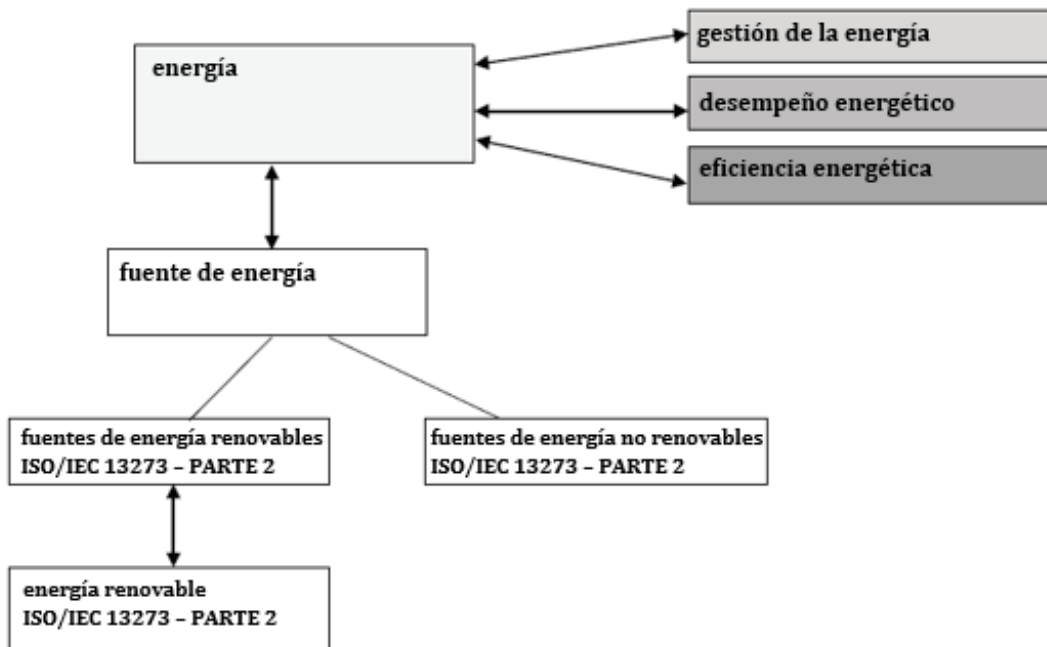 gestión de la energía
energía
desempeño energético
eficiencia energética
fuente de energía
fuentes de energía renovables
ISO/IEC 13273 – PARTE 2
fuentes de energía no renovables
ISO/IEC 13273 – PARTE 2
energía renovable
ISO/IEC 13273 – PARTE 2